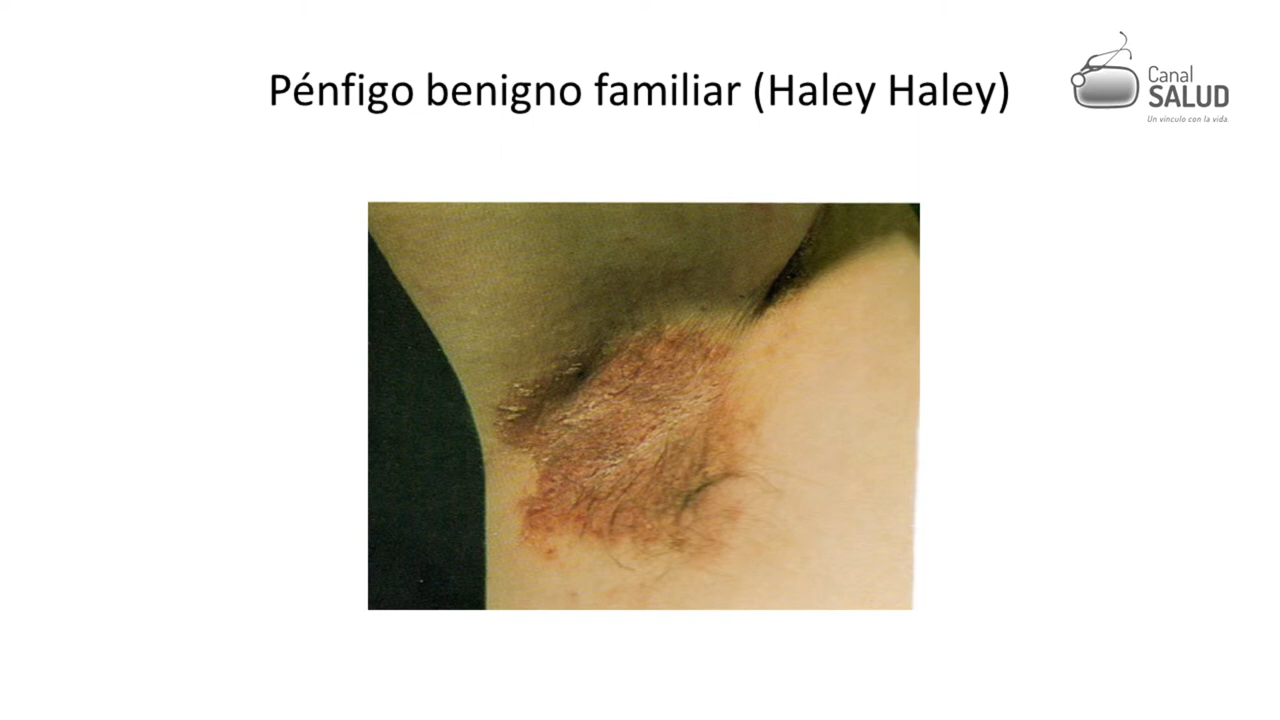 Pénfigo benigno familiar (Haley Haley)
Canal
SALUD
Un vínculo con la vida.